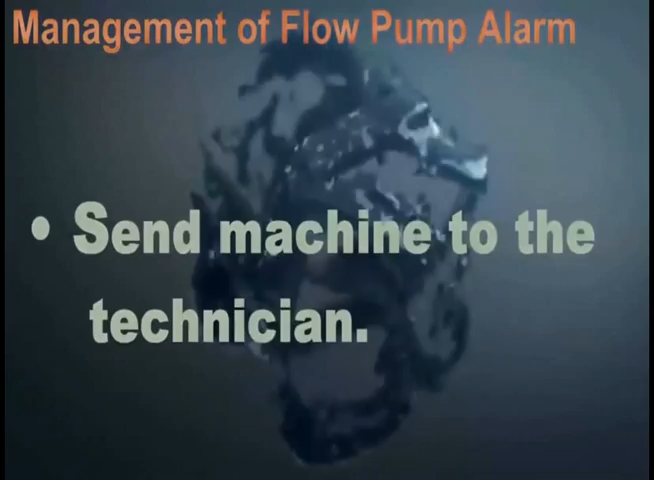 Management of Flow Pump Alarm
• Send machine to the
technician.